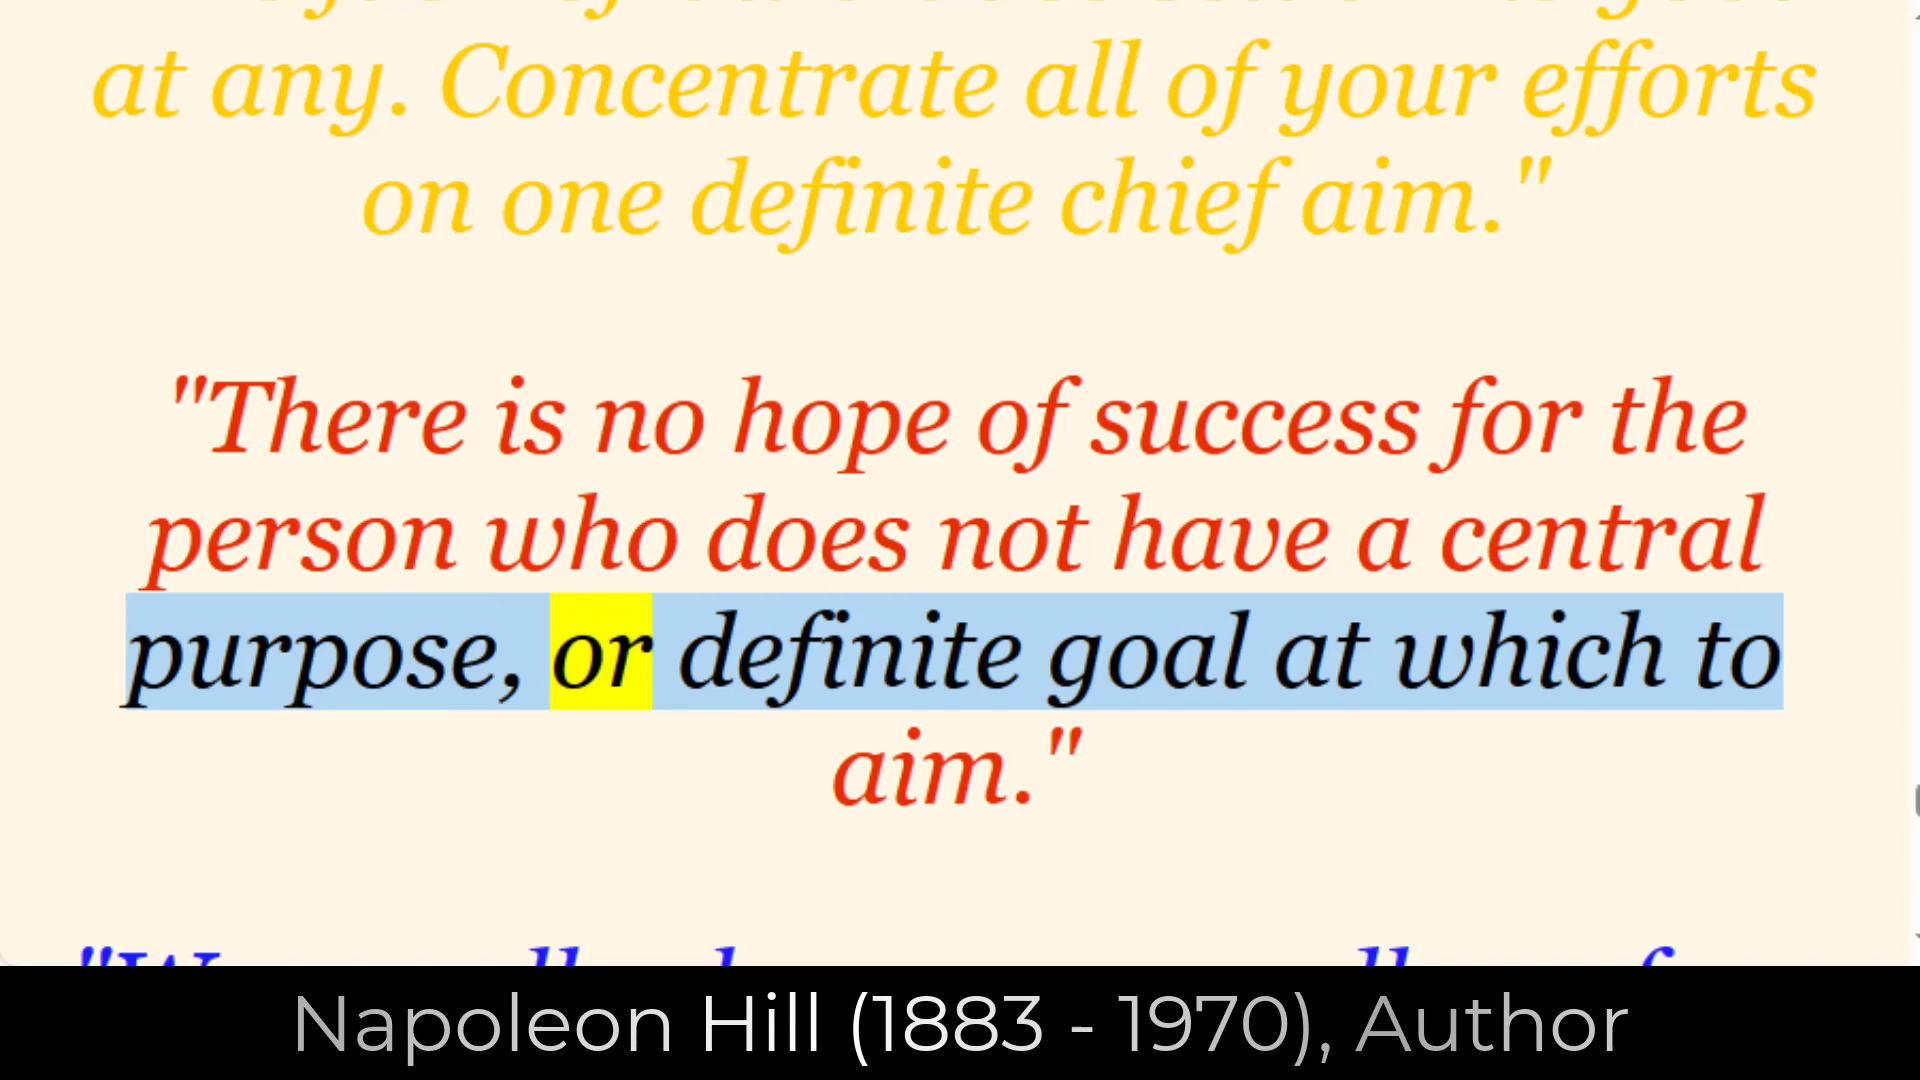 at any. Concentrate all of your efforts
on one definite chief aim."
"There is no hope of success for the
person who does not have a central
purpose, or definite goal at which to
aim."
Napoleon Hill (1883 - 1970), Author